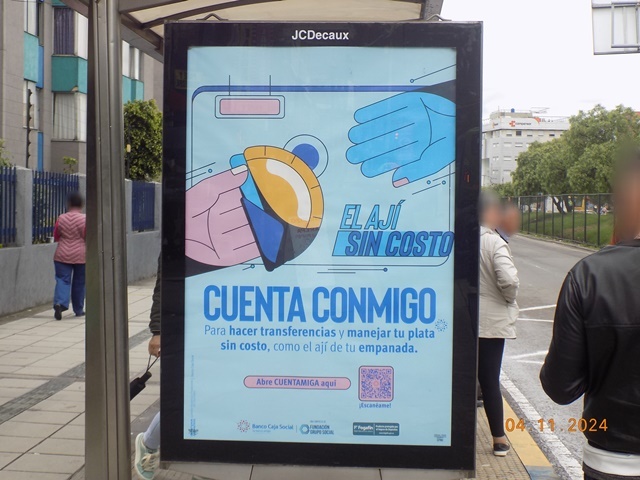 JCDecaux
EL AJÍ
SIN COSTO
CUENTA CONMIGO
Para hacer transferencias y manejar tu plata
sin costo, como el ají de tu empanada.
Abre CUENTAMIGA aquí
¡Escanéame!
Banco Caja Social
FUNDACIÓN
GRUPO SOCIAL
04.11.2024